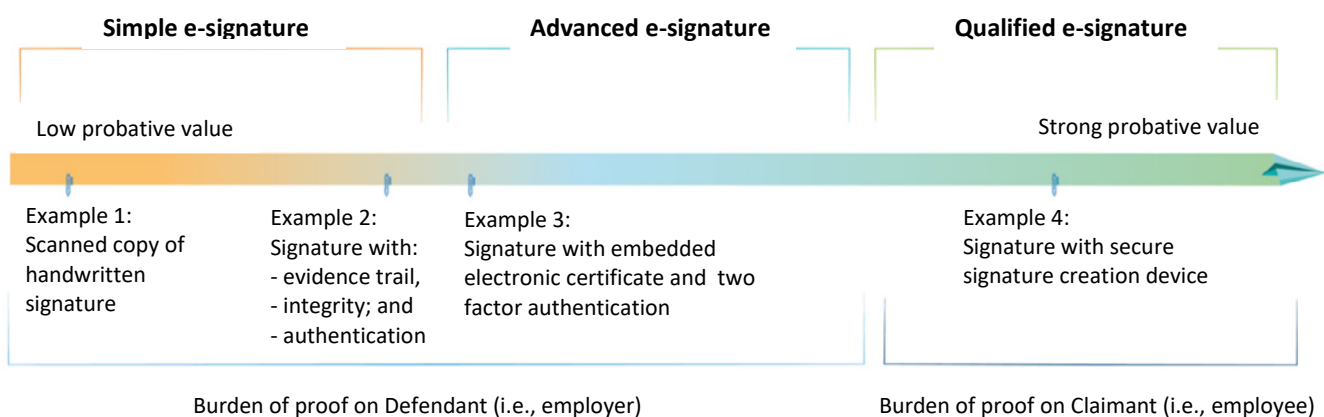 Simple e-signature
Advanced e-signature
Qualified e-signature
Low probative value
Strong probative value
Example 1:
Scanned copy of
handwritten
signature
Example 2:
Signature with:
- evidence trail,
- integrity; and
- authentication
Example 3:
Signature with embedded
electronic certificate and two
factor authentication
Example 4:
Signature with secure
signature creation device
Burden of proof on Defendant (i.e., employer)
Burden of proof on Claimant (i.e., employee)